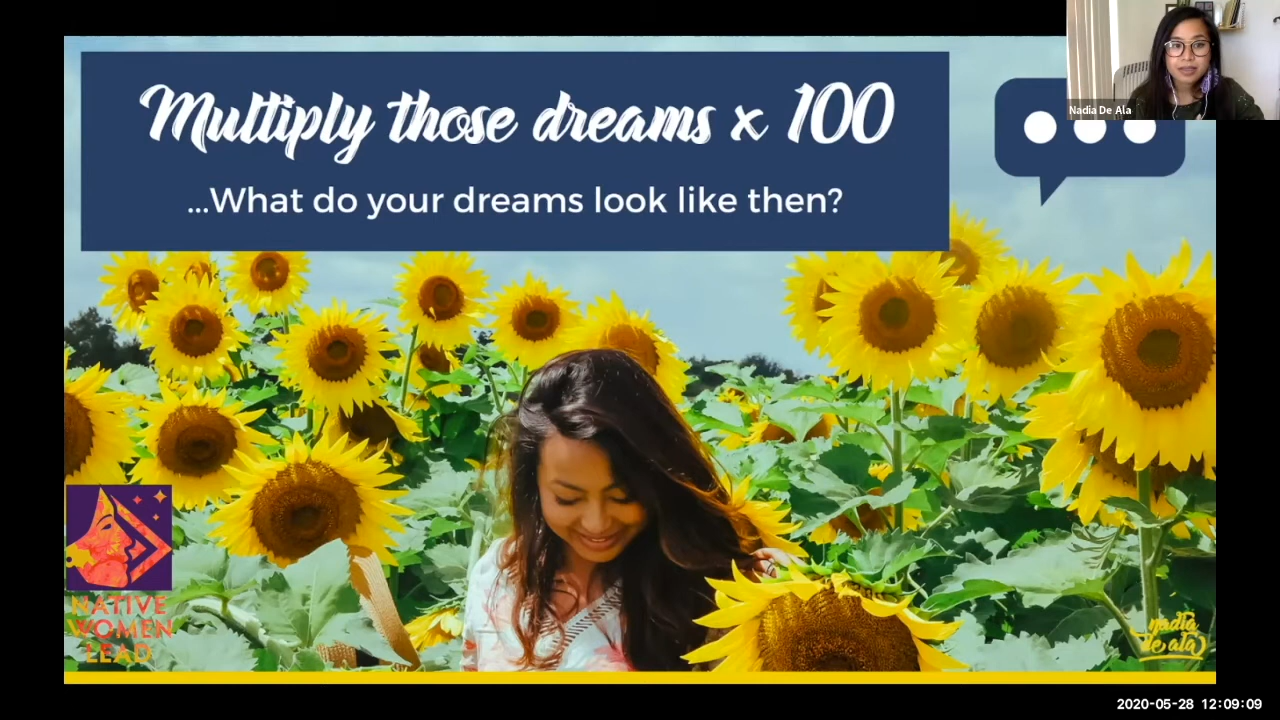 Multiply those dreams x 100
...What do your dreams look like then?
Nadia De Ala
NATIVE
WOMEN
LEAD
nadia
de ala
2020-05-28 12:09:09